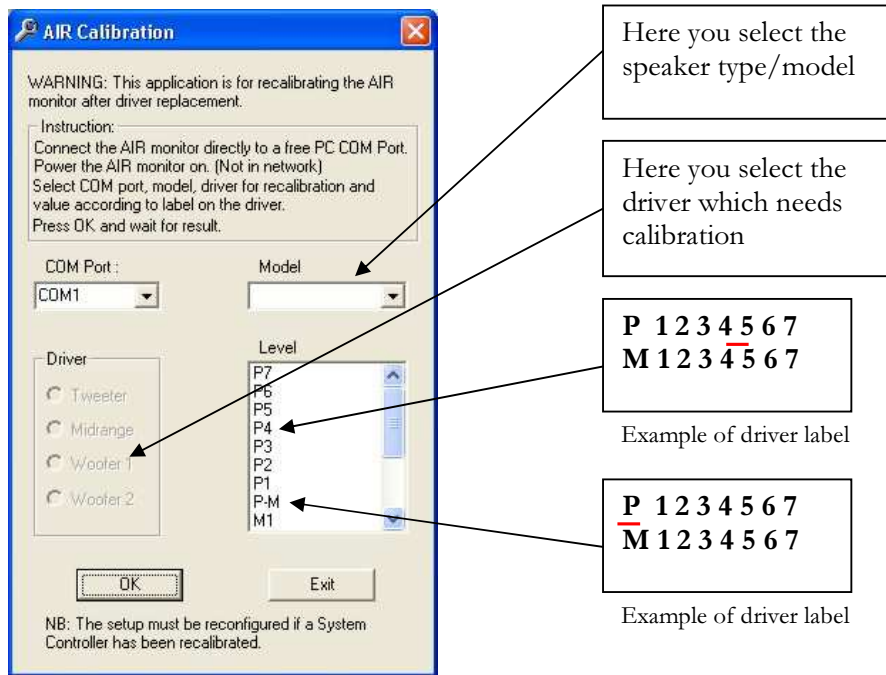 AIR Calibration
WARNING: This application is for recalibrating the AIR
monitor after driver replacement.
Instruction:
Connect the AIR monitor directly to a free PC COM Port.
Power the AIR monitor on. (Not in network)
Select COM port, model, driver for recalibration and
value according to label on the driver.
Press OK and wait for result.
COM Port :
COM1
Model
Driver
Tweeter
Midrange
Woofer 1
Woofer 2
Level
P7
P6
P5
P4
P3
P2
P1
P-M
M1
OK
Exit
NB: The setup must be reconfigured if a System
Controller has been recalibrated.
Here you select the
speaker type/model
Here you select the
driver which needs
calibration
P 1 2 3 4 5 6 7
M 1 2 3 4 5 6 7
Example of driver label
P 1 2 3 4 5 6 7
M 1 2 3 4 5 6 7
Example of driver label